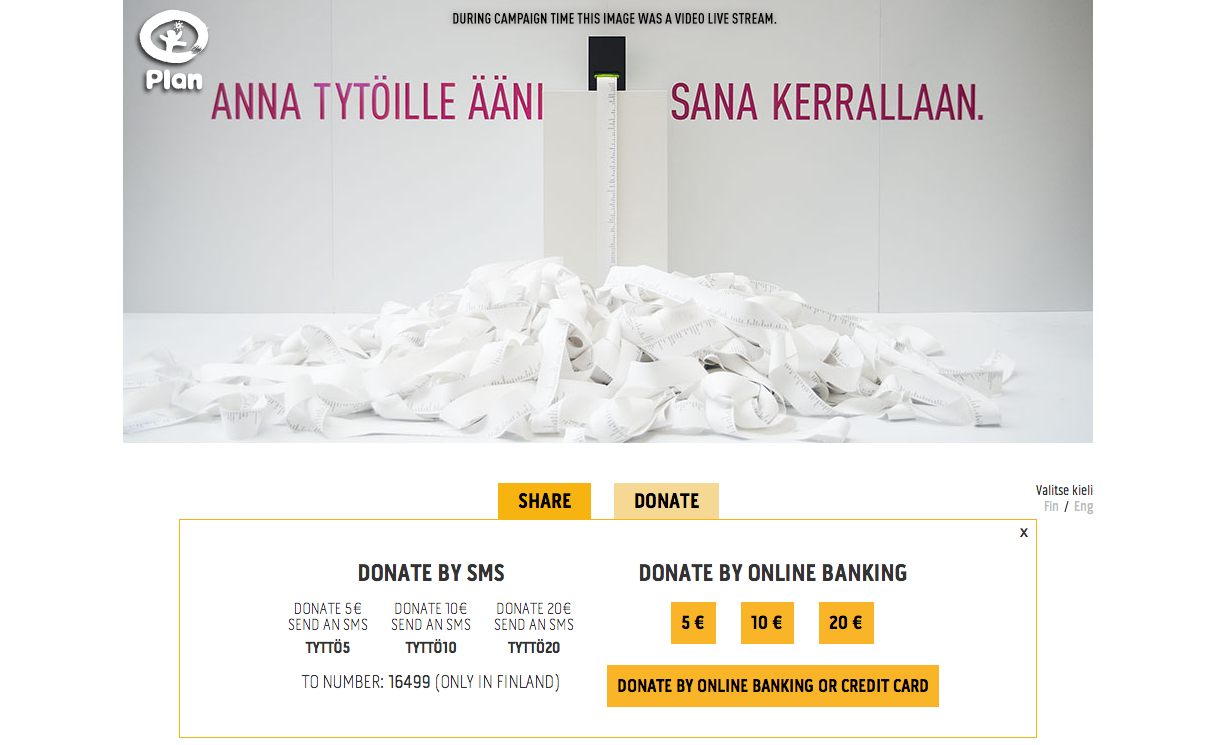 DURING CAMPAIGN TIME THIS IMAGE WAS A VIDEO LIVE STREAM.
Plan
ANNA TYTÖILLE ÄÄNI SANA KERRALLAAN.
SHARE
DONATE
Valitse kieli
Fin / Eng
X
DONATE BY SMS
DONATE 5€
SEND AN SMS
TYTTÖ5
DONATE 10€
SEND AN SMS
TYTTÖ10
DONATE 20€
SEND AN SMS
TYTTÖ20
TO NUMBER: 16499 (ONLY IN FINLAND)
DONATE BY ONLINE BANKING
5 €
10 €
20 €
DONATE BY ONLINE BANKING OR CREDIT CARD